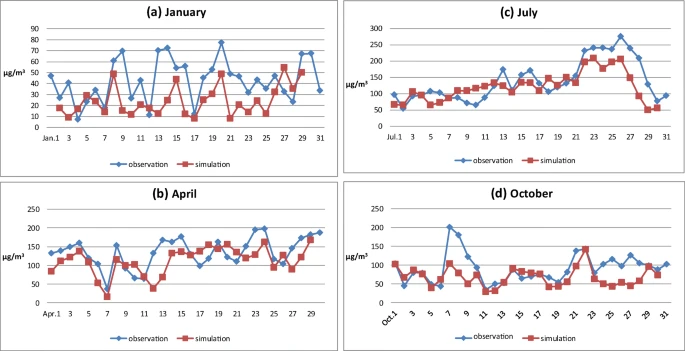 (a) January
90
80
70
60
50
40
30
20
10
0
µg/m³
Jan.1 3 5 7 9 11 13 15 17 19 21 23 25 27 29 31
observation simulation
(c) July
300
250
200
150
100
50
0
µg/m³
Jul.1 3 5 7 9 11 13 15 17 19 21 23 25 27 29 31
observation simulation
(b) April
250
200
150
100
50
0
µg/m³
Apr.1 3 5 7 9 11 13 15 17 19 21 23 25 27 29
observation simulation
(d) October
250
200
150
100
50
0
µg/m³
Oct.1 3 5 7 9 11 13 15 17 19 21 23 25 27 29 31
observation simulation